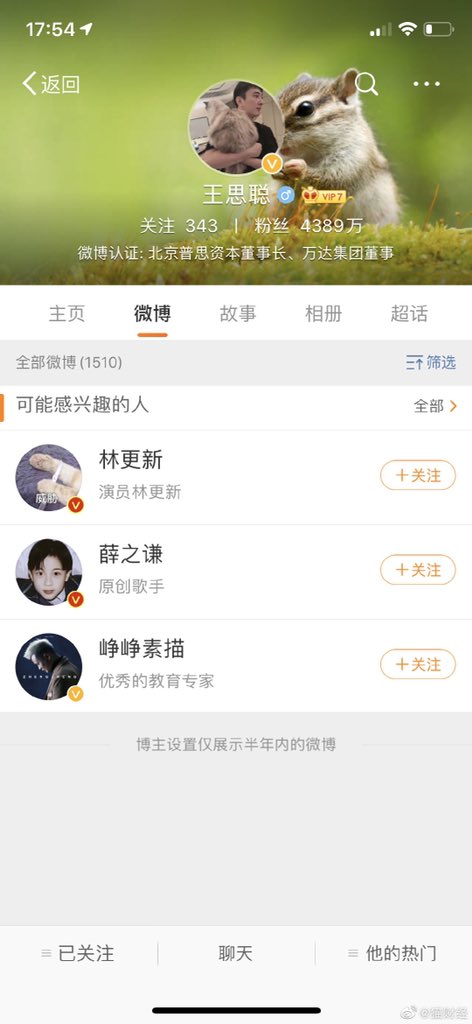 17:54
返回
王思聪 VIP 7
关注 343 | 粉丝 4389万
微博认证: 北京普思资本董事长、万达集团董事
主页 微博 故事 相册 超话
全部微博 (1510) 筛选
可能感兴趣的人 全部
林更新
演员林更新
+关注
薛之谦
原创歌手
+关注
峥峥素描
优秀的教育专家
+关注
博主设置仅展示半年内的微博
已关注 聊天 他的热门
@猫财经